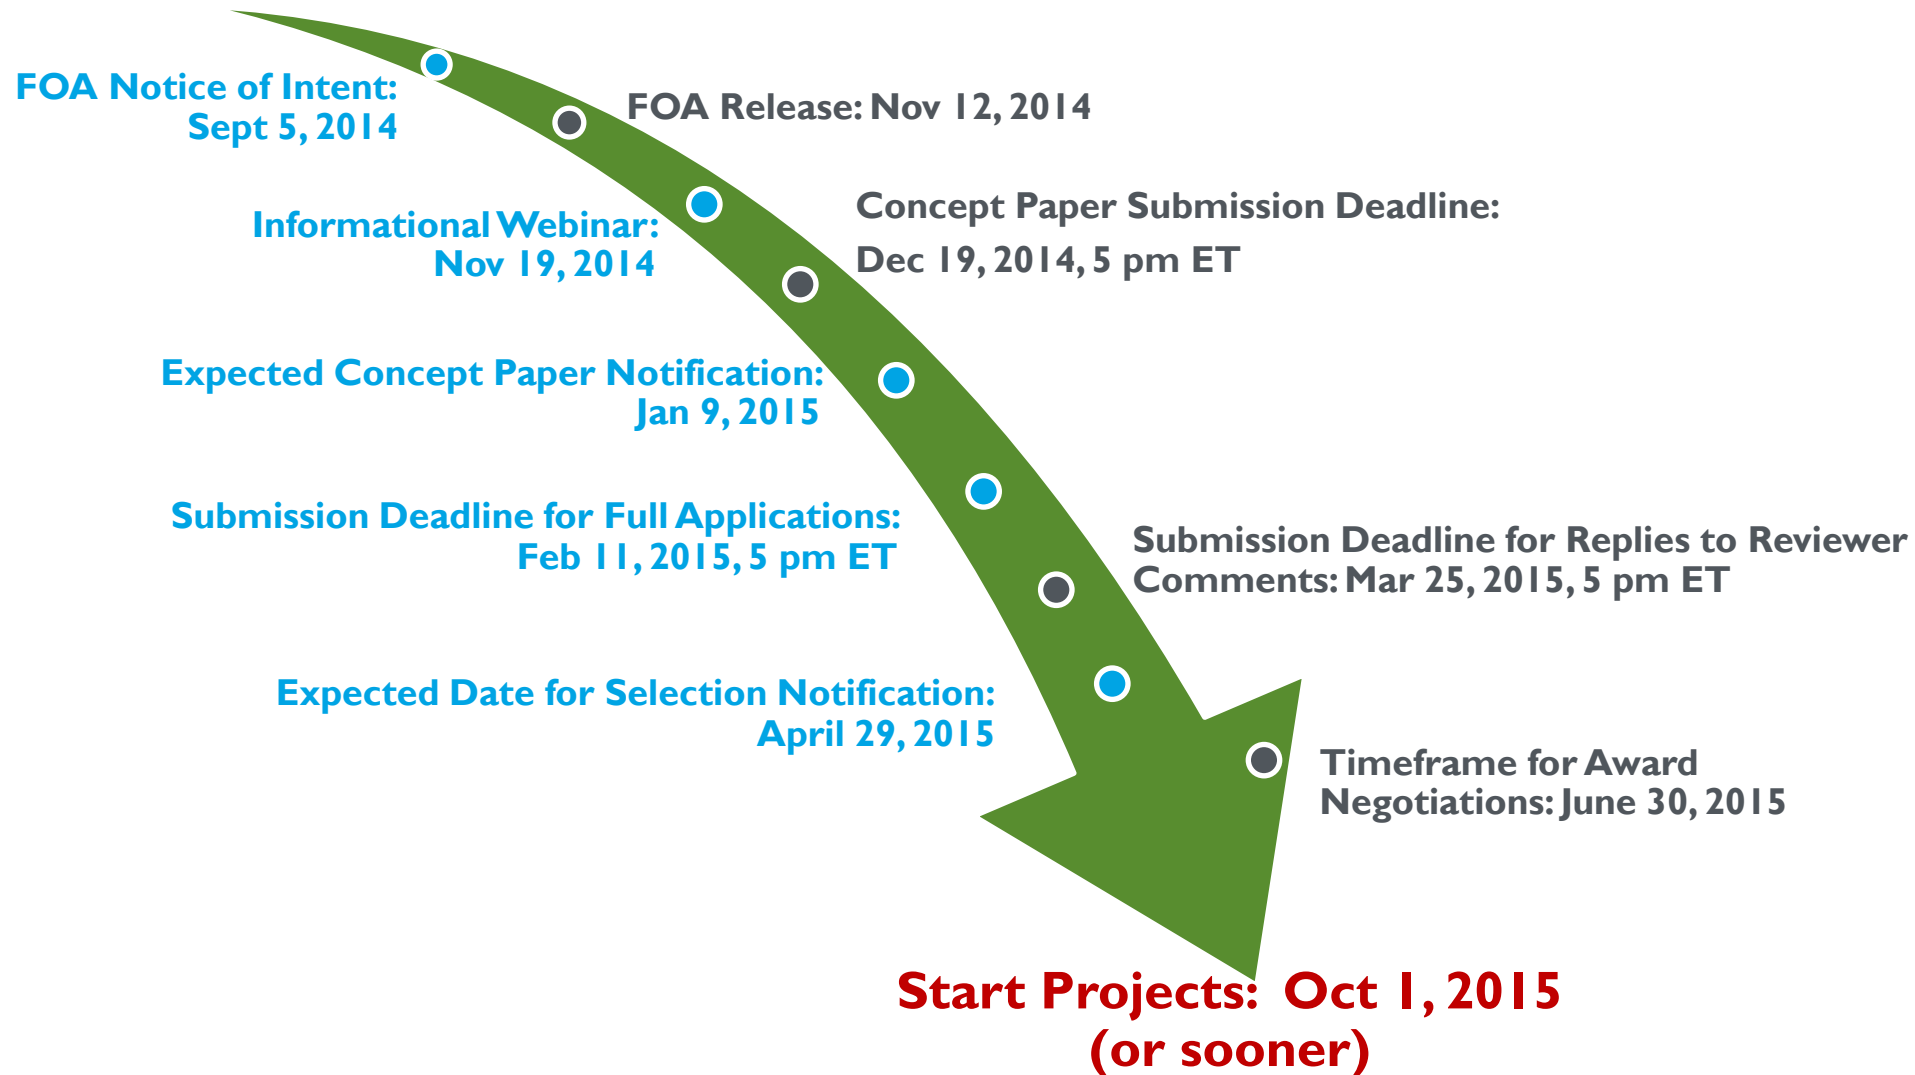 FOA Notice of Intent:
Sept 5, 2014
FOA Release: Nov 12, 2014
Informational Webinar:
Nov 19, 2014
Concept Paper Submission Deadline:
Dec 19, 2014, 5 pm ET
Expected Concept Paper Notification:
Jan 9, 2015
Submission Deadline for Full Applications:
Feb 11, 2015, 5 pm ET
Submission Deadline for Replies to Reviewer
Comments: Mar 25, 2015, 5 pm ET
Expected Date for Selection Notification:
April 29, 2015
Timeframe for Award
Negotiations: June 30, 2015
Start Projects: Oct 1, 2015
(or sooner)